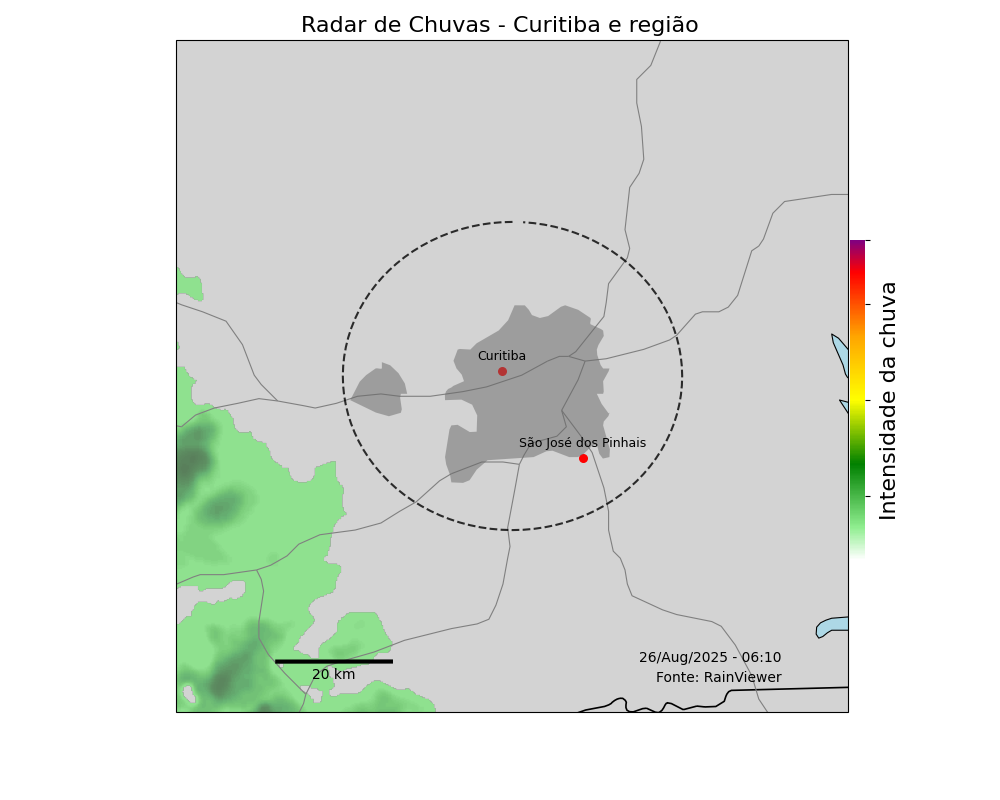 Radar de Chuvas - Curitiba e região
Curitiba
São José dos Pinhais
Intensidade da chuva
26/Aug/2025 - 06:10
20 km
Fonte: RainViewer